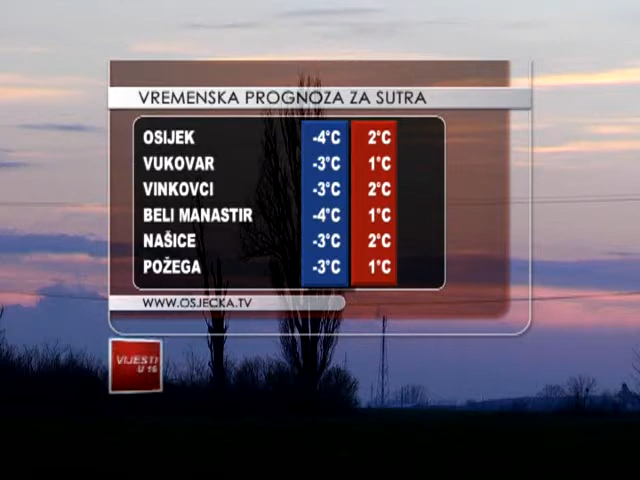 VREMENSKA PROGNOZA ZA SUTRA
OSIJEK -4°C 2°C
VUKOVAR -3°C 1°C
VINKOVCI -3°C 2°C
BELI MANASTIR -4°C 1°C
NAŠICE -3°C 2°C
POŽEGA -3°C 1°C
WWW.OSJECKA.TV
VIJESTI
U 16